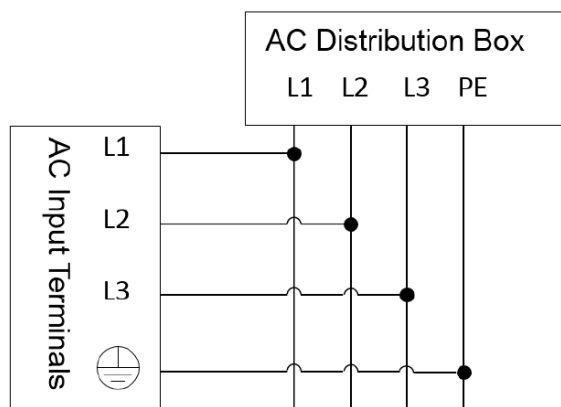 AC Distribution Box
L1 L2 L3 PE
AC Input Terminals
L1
L2
L3